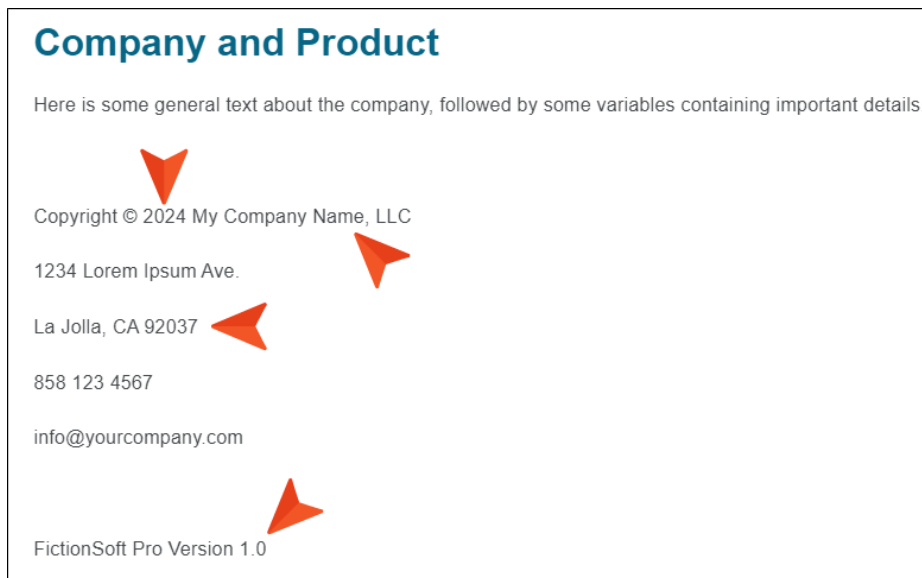 Company and Product
Here is some general text about the company, followed by some variables containing important details
Copyright © 2024 My Company Name, LLC
1234 Lorem Ipsum Ave.
La Jolla, CA 92037
858 123 4567
info@yourcompany.com
FictionSoft Pro Version 1.0